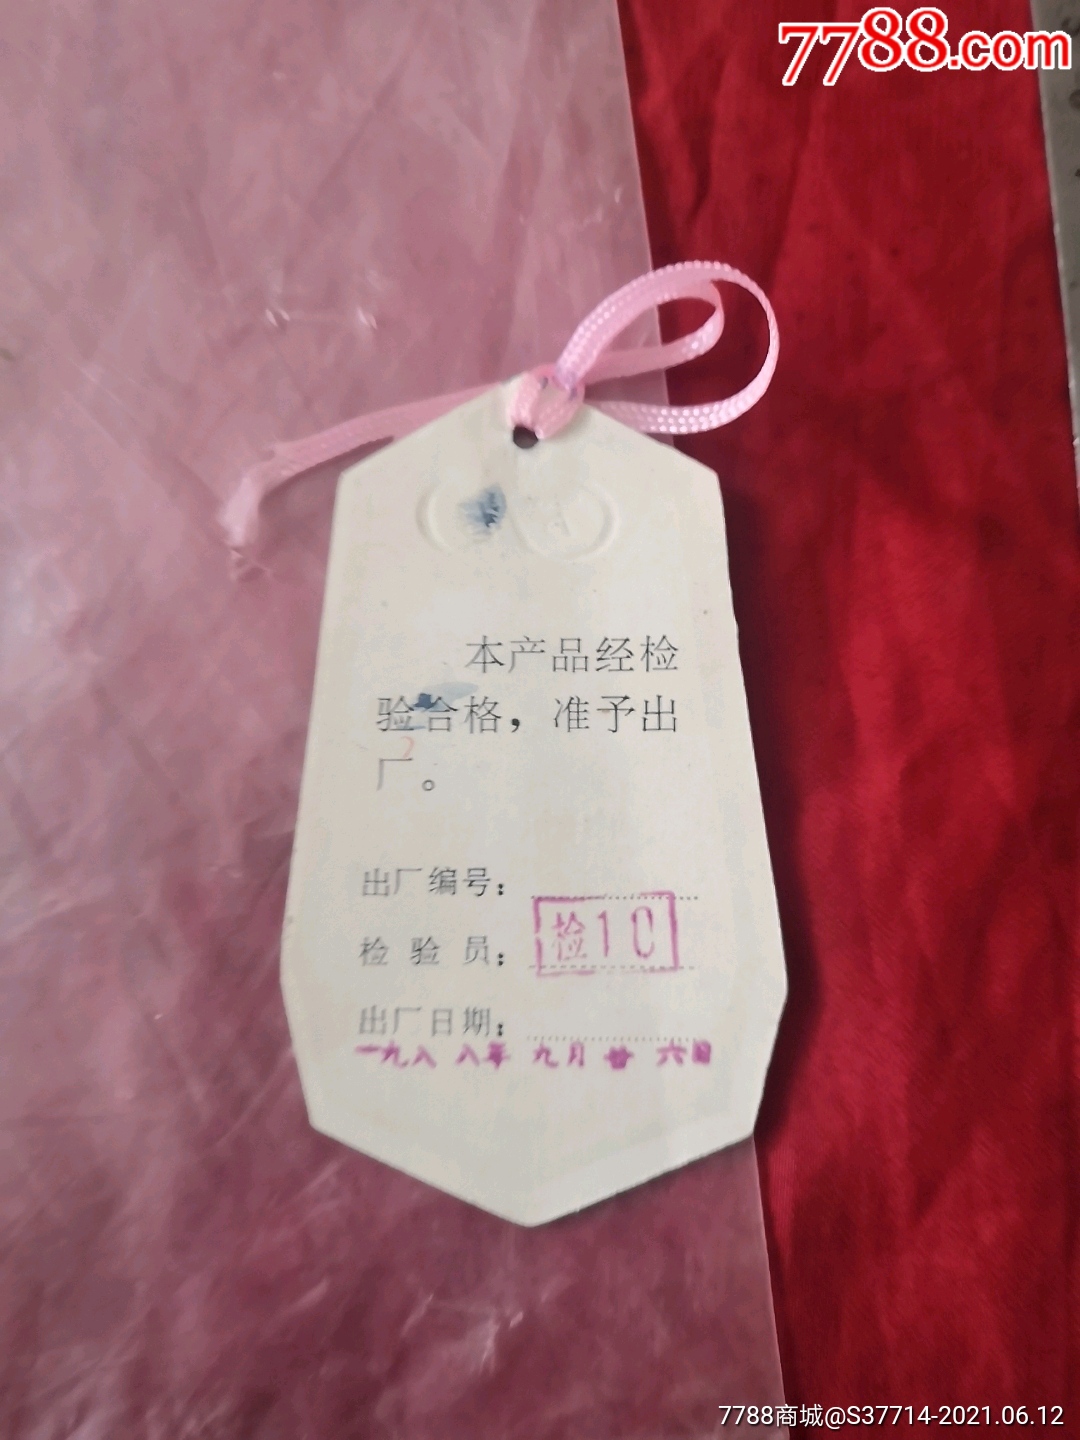 7788.com
本产品经检
验合格，准予出
2
厂。
出厂编号：
检验员：检10
出厂日期：
一九八八年九月廿六日
7788商城@S37714-2021.06.12